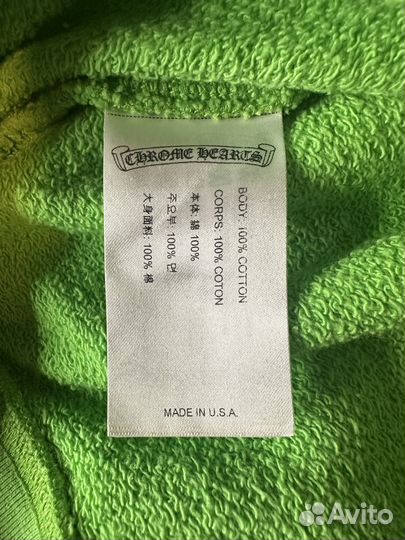 CHROME HEARTS
BODY: 100% COTTON
CORPS: 100% COTON
本体: 綿 100%
주요부: 100% 면
大身面料: 100% 棉
MADE IN U.S.A.
Avito